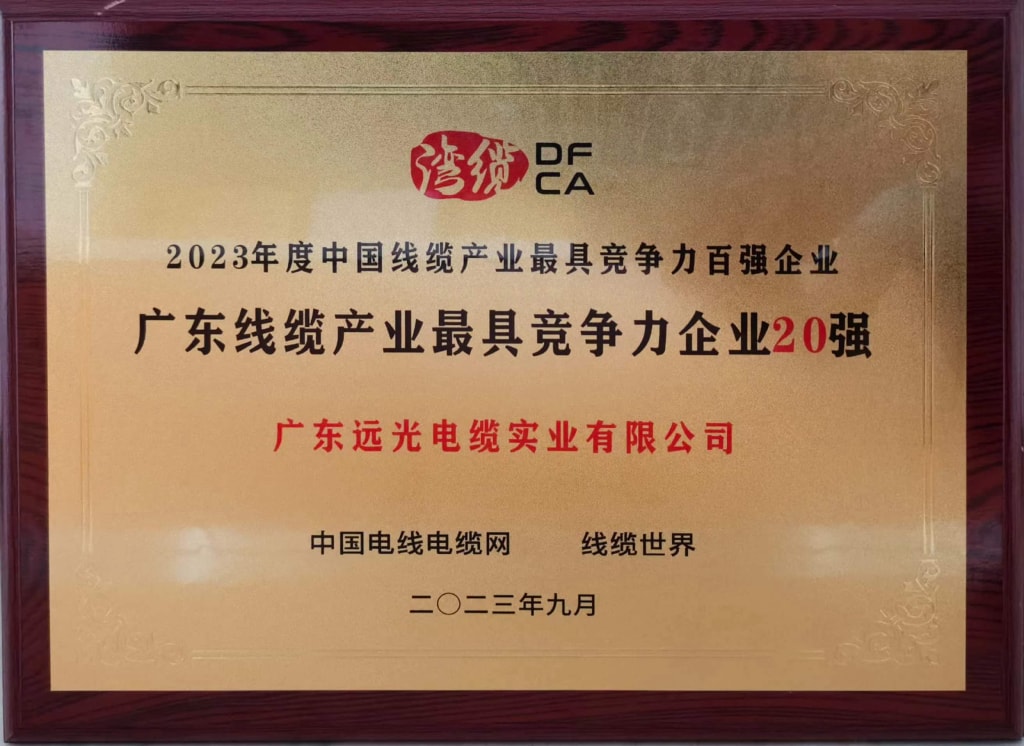 湾缆 DF
CA
2023年度中国线缆产业最具竞争力百强企业
广东线缆产业最具竞争力企业20强
广东远光电缆实业有限公司
中国电线电缆网 线缆世界
二〇二三年九月